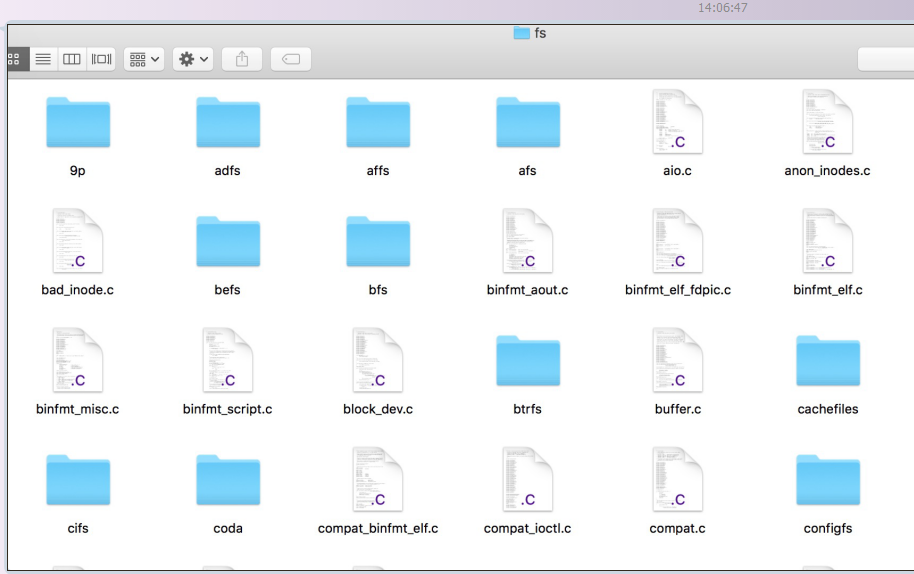 14:06:47
fs
9p adfs affs afs aio.c anon_inodes.c
bad_inode.c befs bfs binfmt_aout.c binfmt_elf_fdpic.c binfmt_elf.c
binfmt_misc.c binfmt_script.c block_dev.c btrfs buffer.c cachefiles
cifs coda compat_binfmt_elf.c compat_ioctl.c compat.c configfs